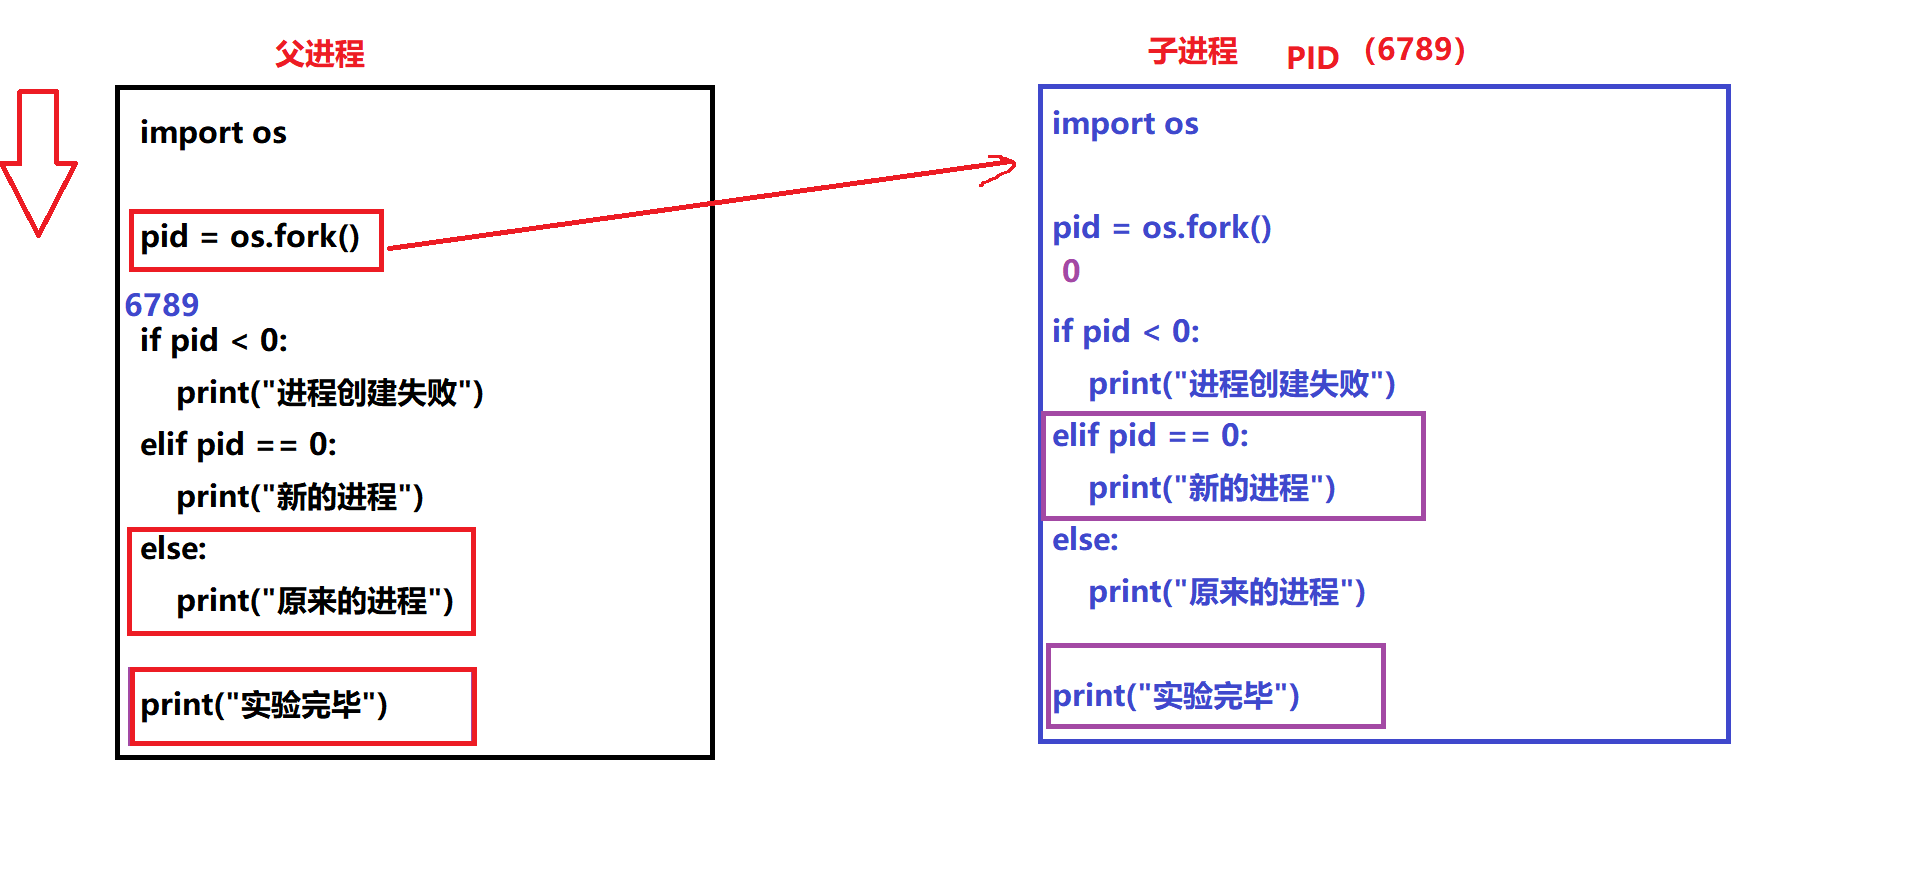 父进程
import os
pid = os.fork()
6789
if pid < 0:
    print("进程创建失败")
elif pid == 0:
    print("新的进程")
else:
    print("原来的进程")
print("实验完毕")
子进程 PID （6789）
import os
pid = os.fork()
0
if pid < 0:
    print("进程创建失败")
elif pid == 0:
    print("新的进程")
else:
    print("原来的进程")
print("实验完毕")